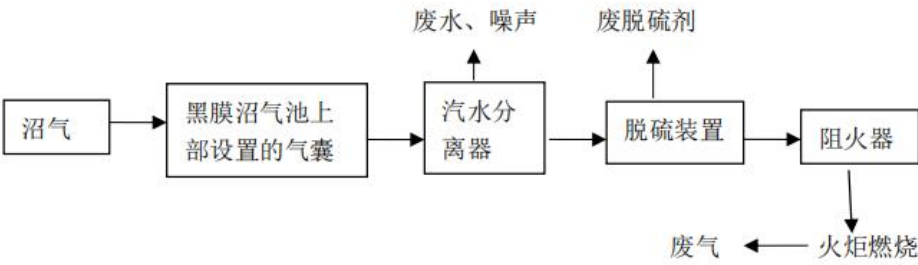 废水、噪声
废脱硫剂
沼气
黑膜沼气池上
部设置的气囊
汽水分
离器
脱硫装置
阻火器
废气
火炬燃烧